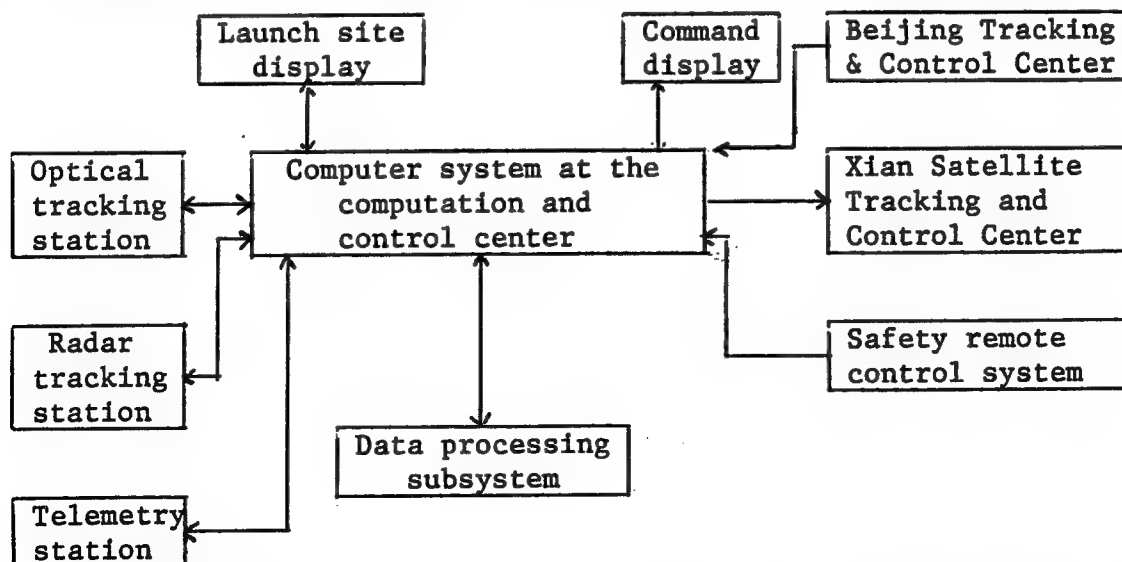 Launch site
display
Command
display
Beijing Tracking
& Control Center
Optical
tracking
station
Computer system at the
computation and
control center
Xian Satellite
Tracking and
Control Center
Radar
tracking
station
Safety remote
control system
Data processing
subsystem
Telemetry
station